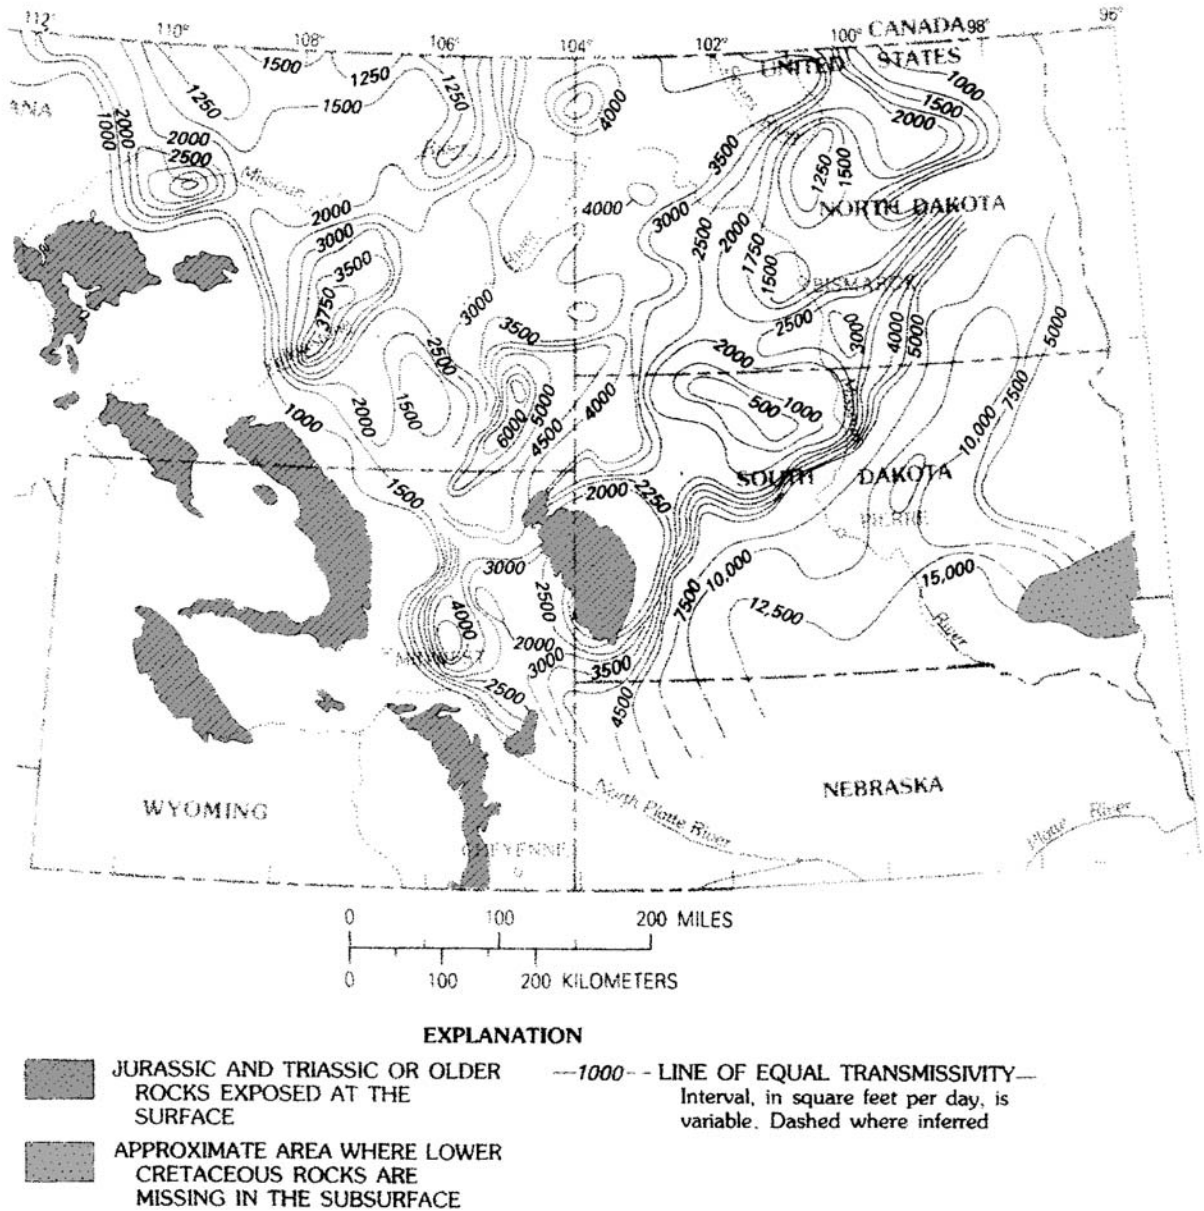 112° 110° 108° 106° 104° 102° 100° CANADA 98° 96°
UNITED STATES
1500 1250 1250 1500 1250 4000
1000 2000 1500 2000
ANA
1000 2000 2000 2500
Missouri
3500 1250 1500
2000 3000 3500 3750
4000 3000 2500 2000 1750 1500
NORTH DAKOTA
BISMARCK
3000 3500 2500 2500 3000 4000 5000 5000
2000 1500 1000
6000 5000 4500 4000
2000 500 1000
7500 10,000
1500 2000 2250
SOUTH DAKOTA
PIERRE
3000 2500 4000 2000 3000 2500
MIDWEST
3500 4500 7500 10,000 12,500 15,000
River
WYOMING
NEBRASKA
North Platte River
Platte River
CHEYENNE
0 100 200 MILES
0 100 200 KILOMETERS
EXPLANATION
JURASSIC AND TRIASSIC OR OLDER
ROCKS EXPOSED AT THE
SURFACE
APPROXIMATE AREA WHERE LOWER
CRETACEOUS ROCKS ARE
MISSING IN THE SUBSURFACE
—1000-- LINE OF EQUAL TRANSMISSIVITY—
Interval, in square feet per day, is
variable. Dashed where inferred